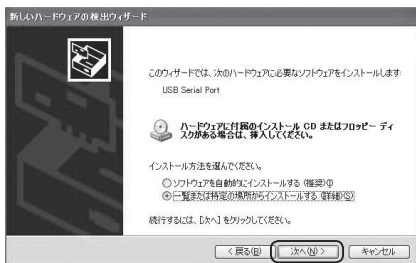 新しいハードウェアの検出ウィザード
このウィザードでは、次のハードウェアに必要なソフトウェアをインストールします:
USB Serial Port
ハードウェアに付属のインストール CD またはフロッピー ディ
スクがある場合は、挿入してください。
インストール方法を選んでください。
ソフトウェアを自動的にインストールする (推奨)(I)
一覧または特定の場所からインストールする (詳細)(S)
続行するには、[次へ] をクリックしてください。
< 戻る(B) 次へ(N) > キャンセル